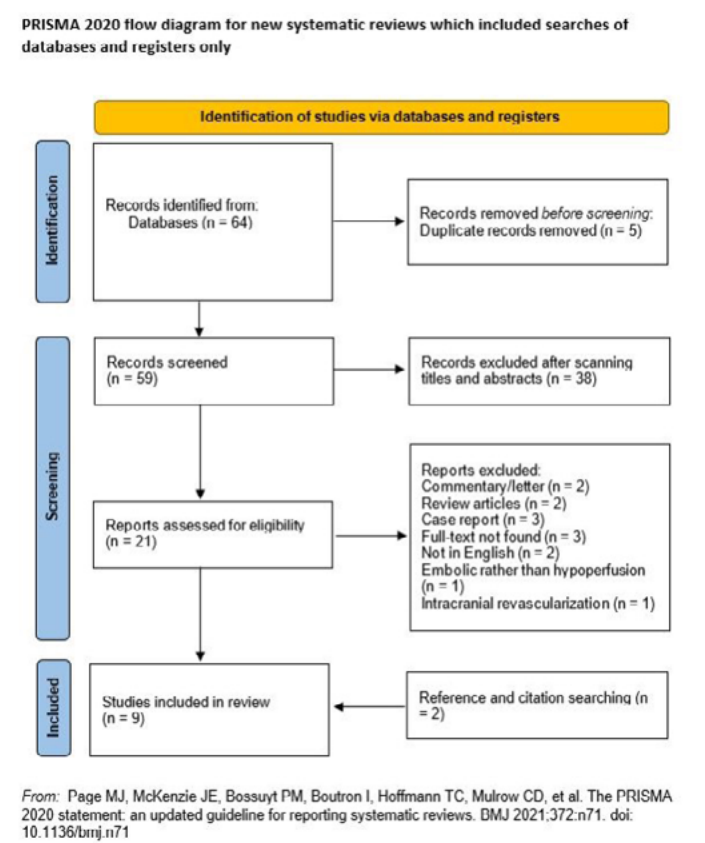 PRISMA 2020 flow diagram for new systematic reviews which included searches of
databases and registers only
Identification of studies via databases and registers
Identification
Records identified from:
Databases (n = 64)
Records removed before screening:
Duplicate records removed (n = 5)
Screening
Records screened
(n = 59)
Records excluded after scanning
titles and abstracts (n = 38)
Reports assessed for eligibility
(n = 21)
Reports excluded:
Commentary/letter (n = 2)
Review articles (n = 2)
Case report (n = 3)
Full-text not found (n = 3)
Not in English (n = 2)
Embolic rather than hypoperfusion
(n = 1)
Intracranial revascularization (n = 1)
Included
Studies included in review
(n = 9)
Reference and citation searching (n
= 2)
From: Page MJ, McKenzie JE, Bossuyt PM, Boutron I, Hoffmann TC, Mulrow CD, et al. The PRISMA
2020 statement: an updated guideline for reporting systematic reviews. BMJ 2021;372:n71. doi:
10.1136/bmj.n71